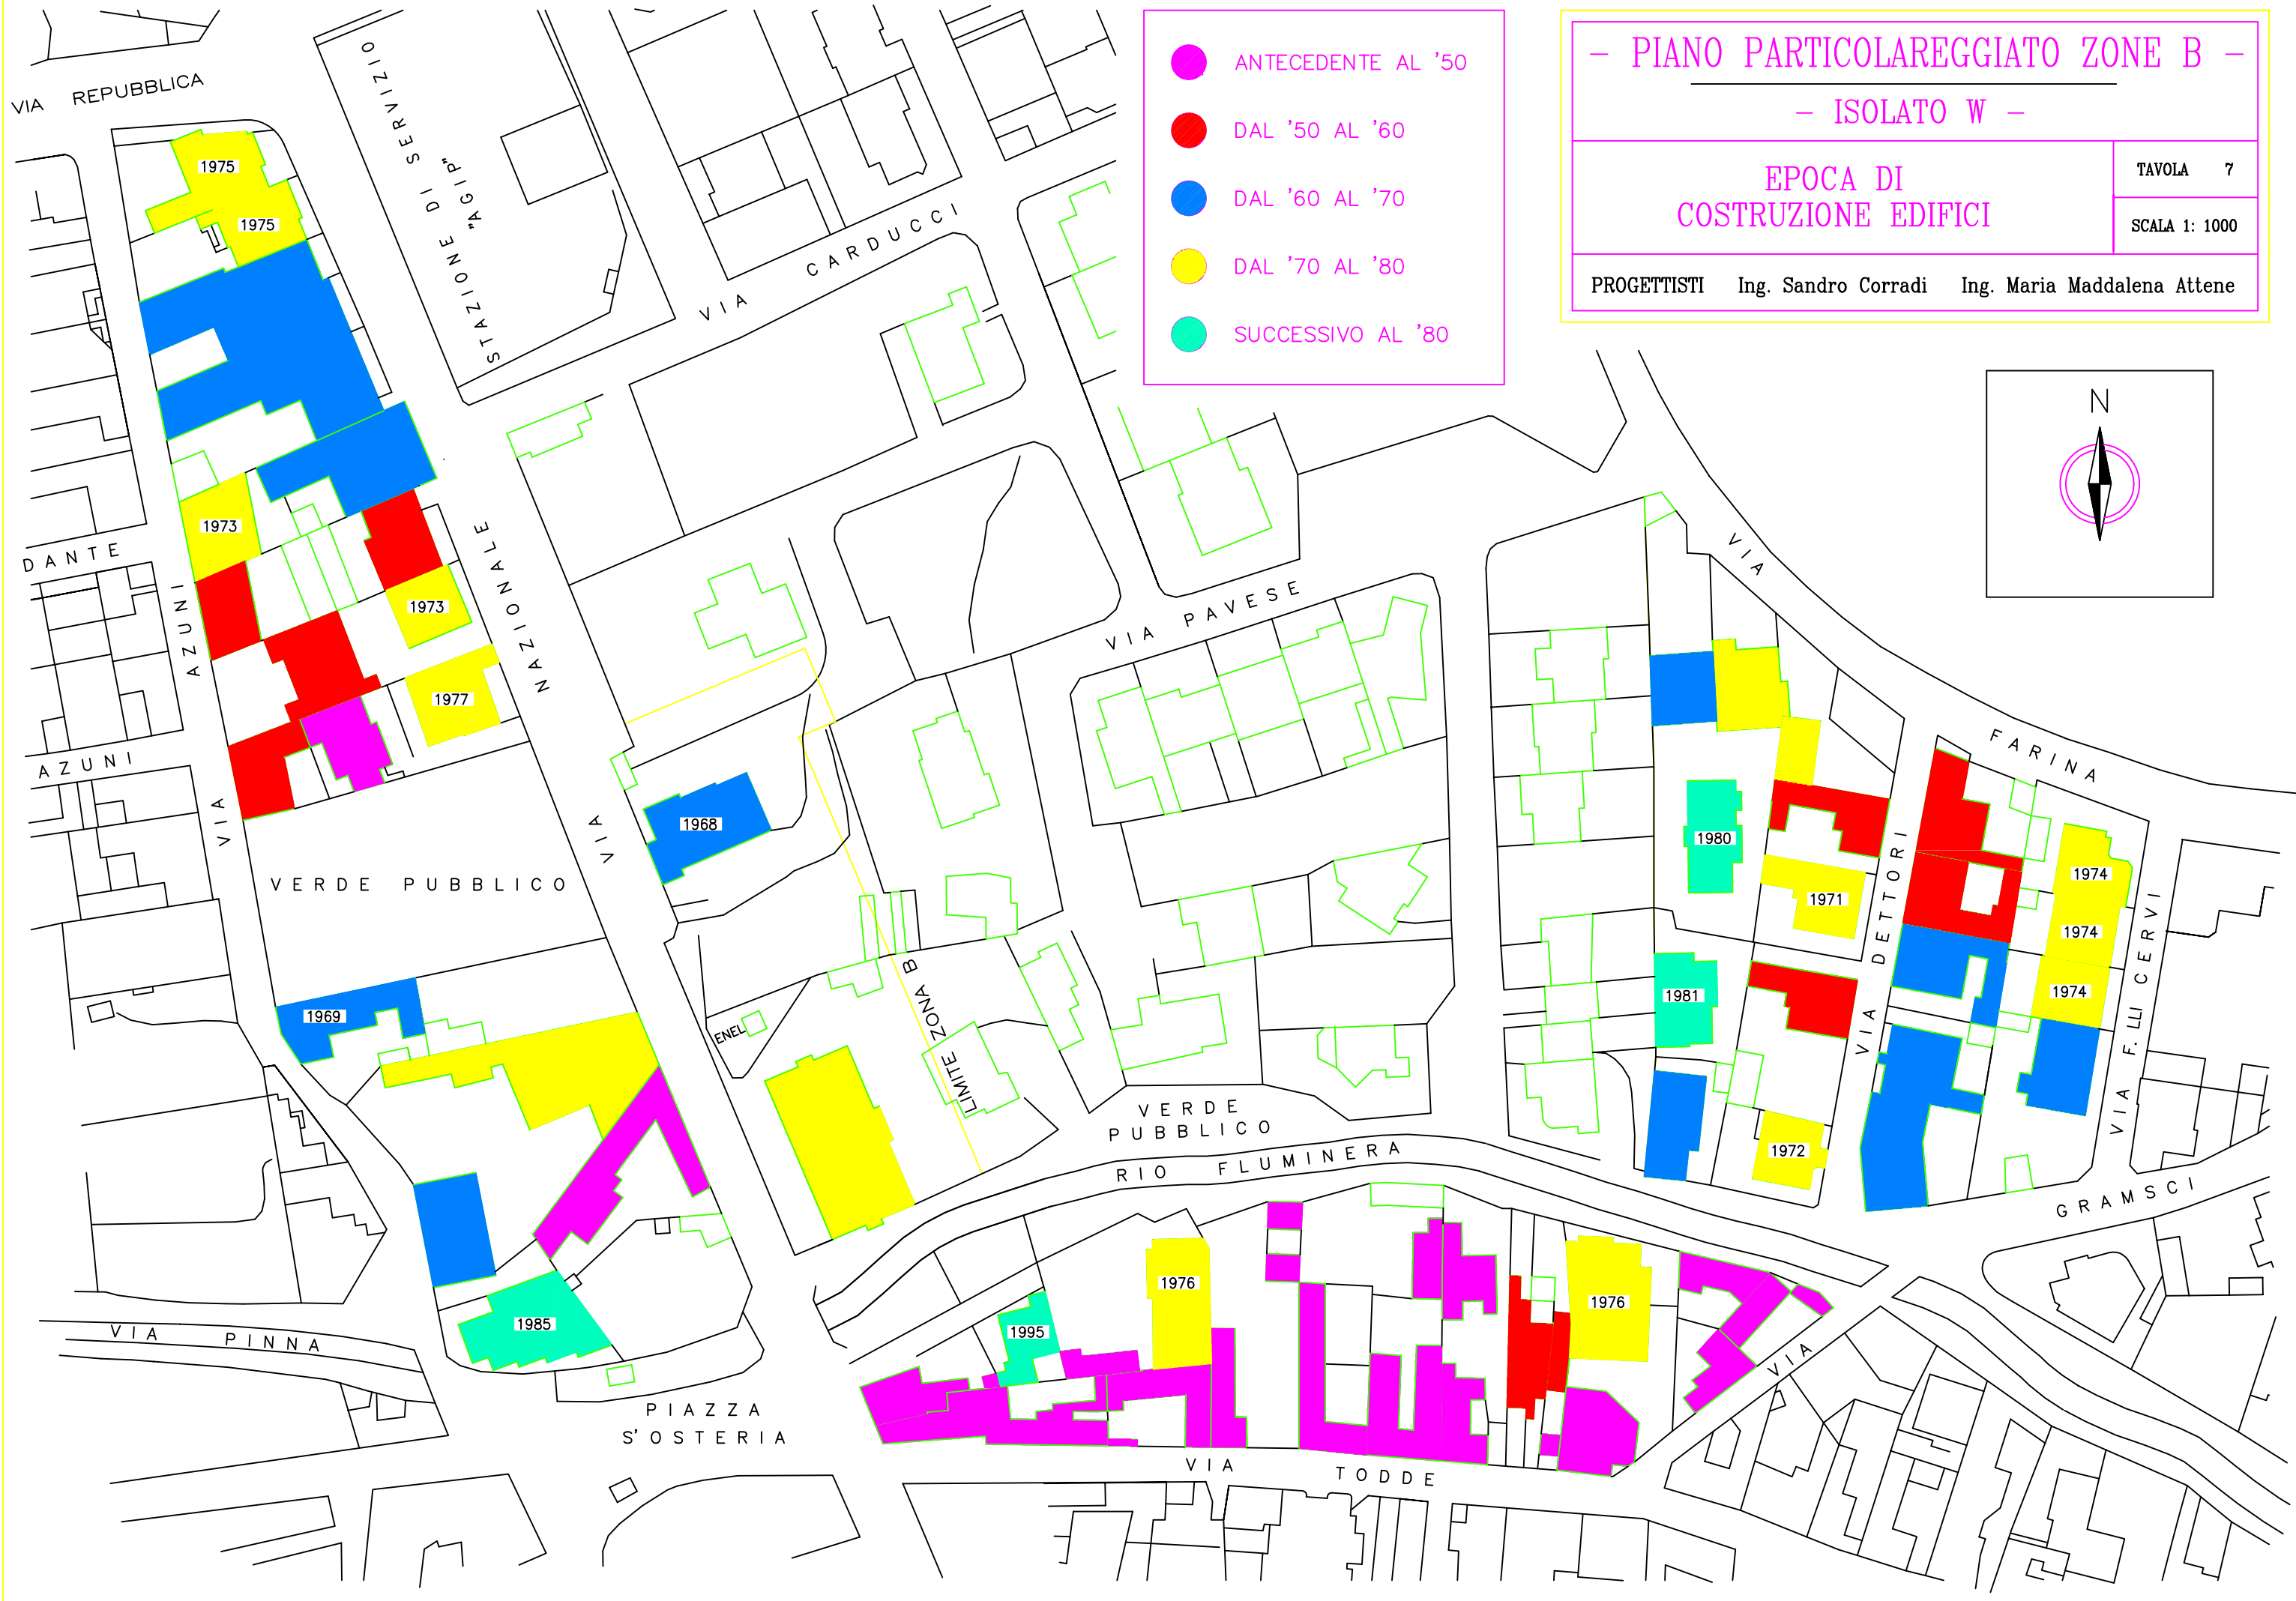 - PIANO PARTICOLAREGGIATO ZONE B -
- ISOLATO W -
EPOCA DI
COSTRUZIONE EDIFICI
TAVOLA 7
SCALA 1: 1000
PROGETTISTI Ing. Sandro Corradi Ing. Maria Maddalena Attene
ANTECEDENTE AL '50
DAL '50 AL '60
DAL '60 AL '70
DAL '70 AL '80
SUCCESSIVO AL '80
N
VIA REPUBBLICA
STAZIONE DI SERVIZIO
"AGIP"
VIA CARDUCCI
1975
1975
1973
DANTE
VIA AZUNI
1973
1977
VIA NAZIONALE
AZUNI
VIA PAVESE
VIA FARINA
1968
VERDE PUBBLICO
1980
1971
VIA DETTORI
1974
1974
1974
VIA F. LLI CERVI
1969
1981
ENEL
LIMITE ZONA B
VERDE
PUBBLICO
RIO FLUMINERA
1972
GRAMSCI
VIA
1985
VIA PINNA
1995
1976
1976
PIAZZA
S'OSTERIA
VIA TODDE